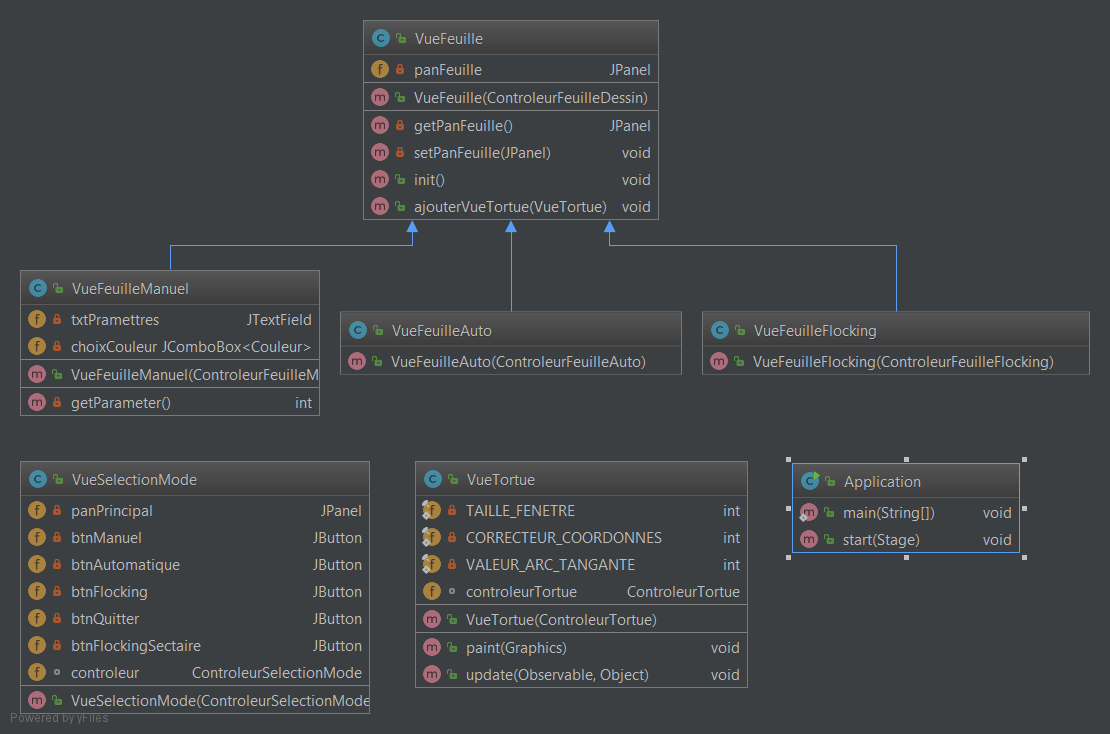 VueFeuille
panFeuille JPanel
VueFeuille(ControleurFeuilleDessin)
getPanFeuille() JPanel
setPanFeuille(JPanel) void
init() void
ajouterVueTortue(VueTortue) void
VueFeuilleManuel
txtPramettres JTextField
choixCouleur JComboBox<Couleur>
VueFeuilleManuel(ControleurFeuilleM
getParameter() int
VueFeuilleAuto
VueFeuilleAuto(ControleurFeuilleAuto)
VueFeuilleFlocking
VueFeuilleFlocking(ControleurFeuilleFlocking)
VueSelectionMode
panPrincipal JPanel
btnManuel JButton
btnAutomatique JButton
btnFlocking JButton
btnQuitter JButton
btnFlockingSectaire JButton
controleur ControleurSelectionMode
VueSelectionMode(ControleurSelectionMode
VueTortue
TAILLE_FENETRE int
CORRECTEUR_COORDONNES int
VALEUR_ARC_TANGANTE int
controleurTortue ControleurTortue
VueTortue(ControleurTortue)
paint(Graphics) void
update(Observable, Object) void
Application
main(String[]) void
start(Stage) void
Powered by yFiles